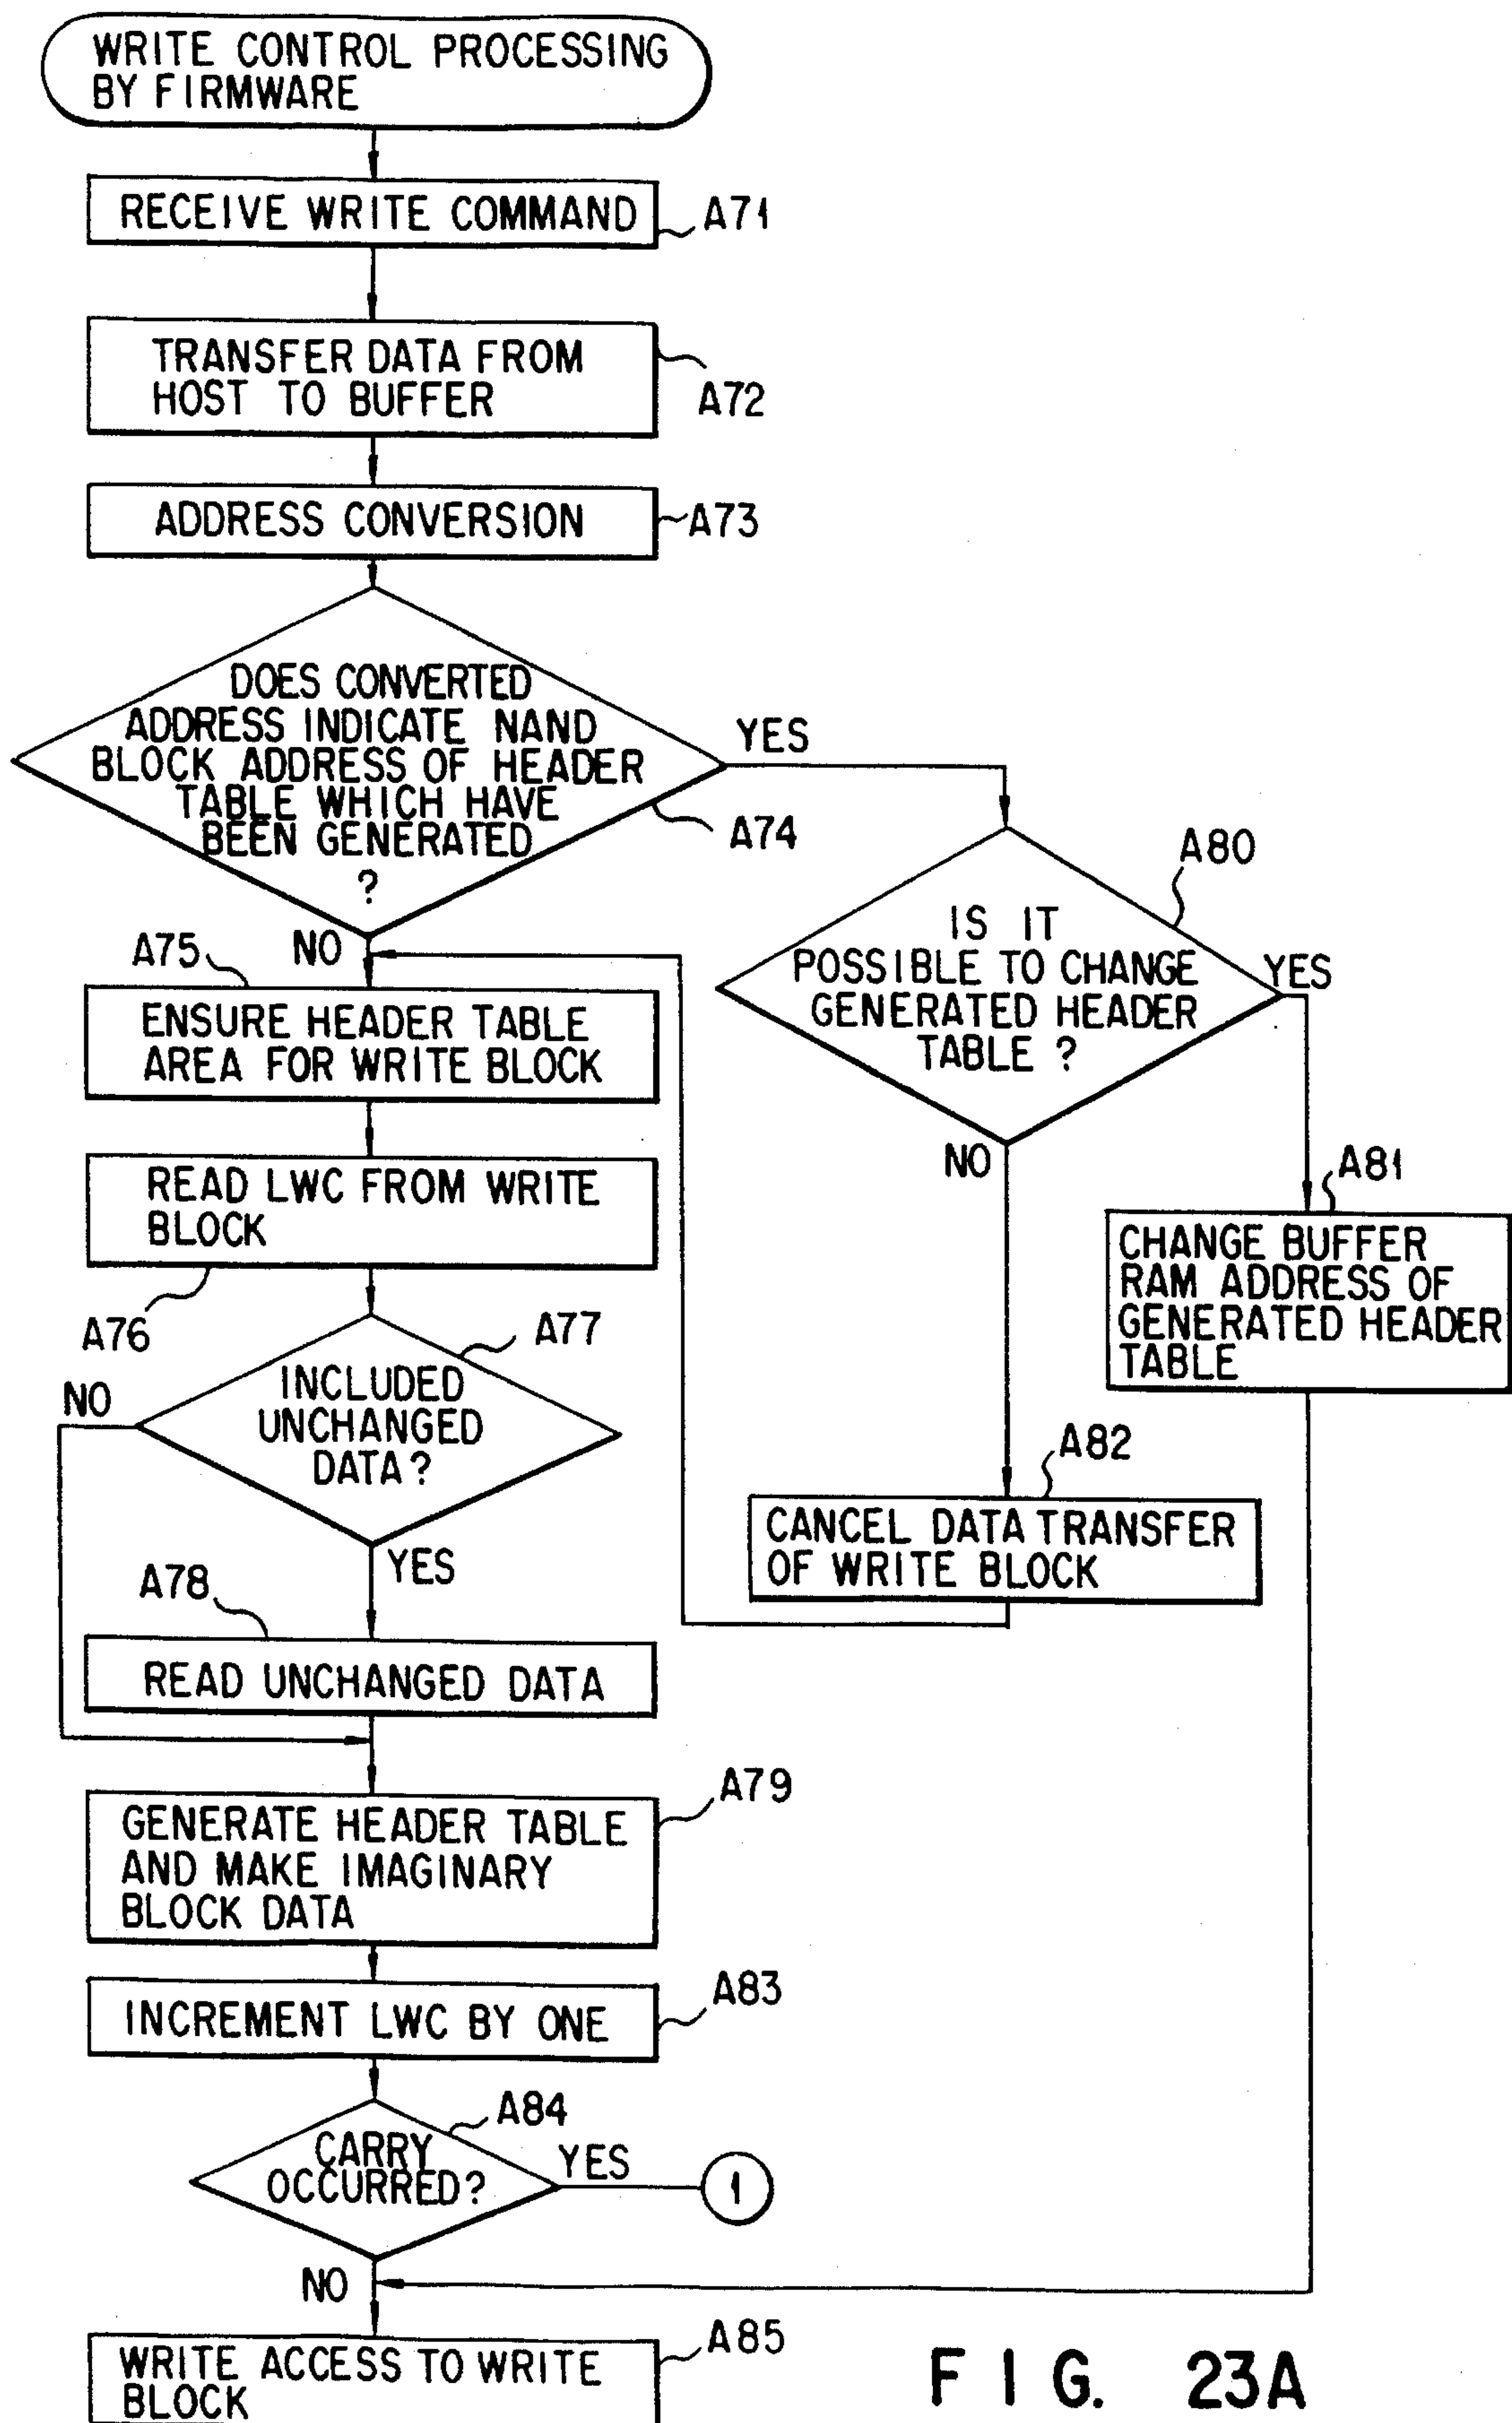 WRITE CONTROL PROCESSING
BY FIRMWARE
RECEIVE WRITE COMMAND
A71
TRANSFER DATA FROM
HOST TO BUFFER
A72
ADDRESS CONVERSION
A73
DOES CONVERTED
ADDRESS INDICATE NAND
BLOCK ADDRESS OF HEADER
TABLE WHICH HAVE
BEEN GENERATED
?
YES
A74
NO
A80
IS IT
POSSIBLE TO CHANGE
GENERATED HEADER
TABLE ?
YES
NO
A75
ENSURE HEADER TABLE
AREA FOR WRITE BLOCK
READ LWC FROM WRITE
BLOCK
A76
A81
CHANGE BUFFER
RAM ADDRESS OF
GENERATED HEADER
TABLE
A77
INCLUDED
UNCHANGED
DATA?
NO
YES
A82
CANCEL DATA TRANSFER
OF WRITE BLOCK
A78
READ UNCHANGED DATA
A79
GENERATE HEADER TABLE
AND MAKE IMAGINARY
BLOCK DATA
A83
INCREMENT LWC BY ONE
A84
CARRY
OCCURRED?
YES
1
NO
A85
WRITE ACCESS TO WRITE
BLOCK
FIG. 23A